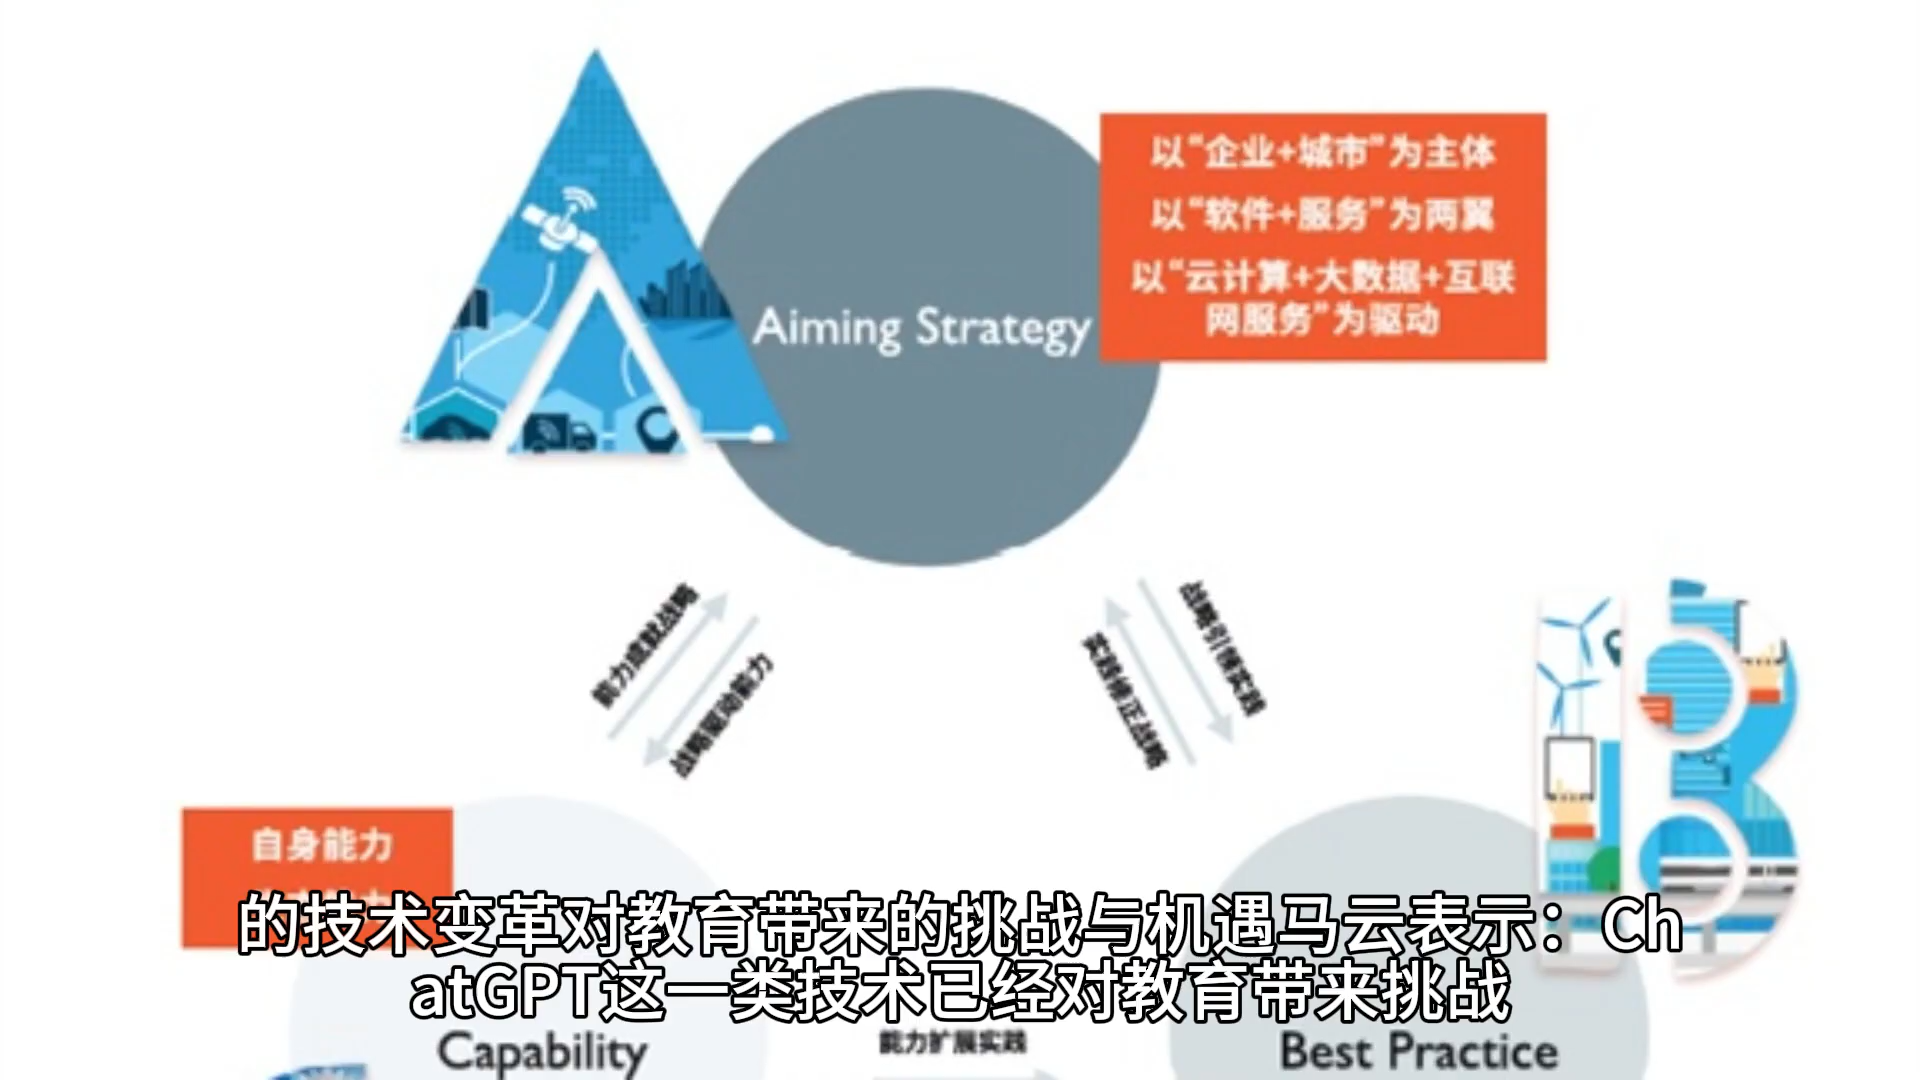 以“企业+城市”为主体
以“软件+服务”为两翼
以“云计算+大数据+互联
网服务”为驱动
Aiming Strategy
能力成就战略
战略驱动能力
战略引领实践
实践修正战略
自身能力
的技术变革对教育带来的挑战与机遇马云表示：Ch
atGPT这一类技术已经对教育带来挑战
能力扩展实践
Capability
Best Practice